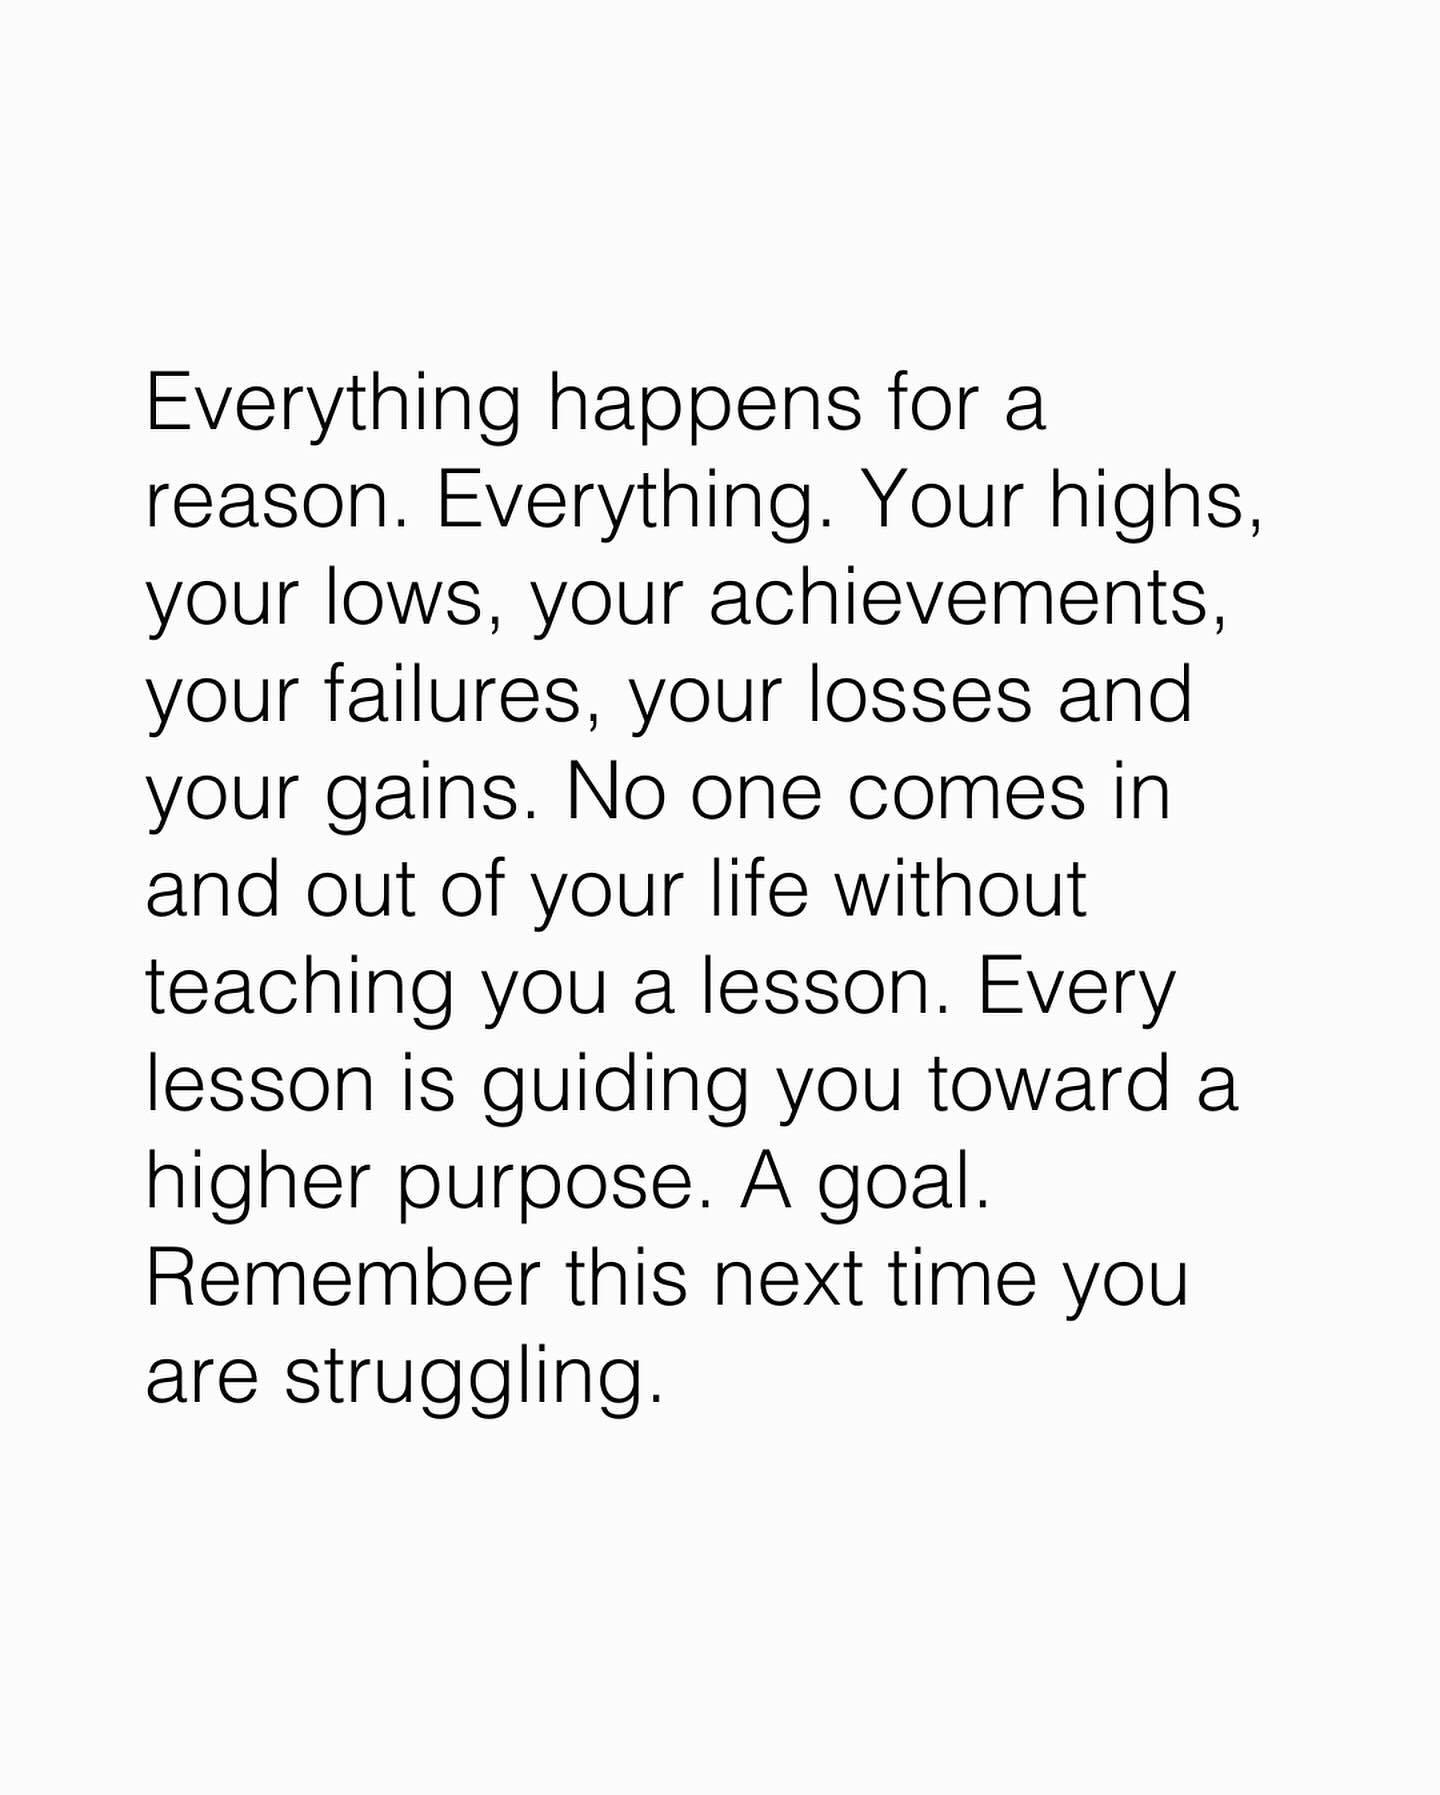 Everything happens for a
reason. Everything. Your highs,
your lows, your achievements,
your failures, your losses and
your gains. No one comes in
and out of your life without
teaching you a lesson. Every
lesson is guiding you toward a
higher purpose. A goal.
Remember this next time you
are struggling.